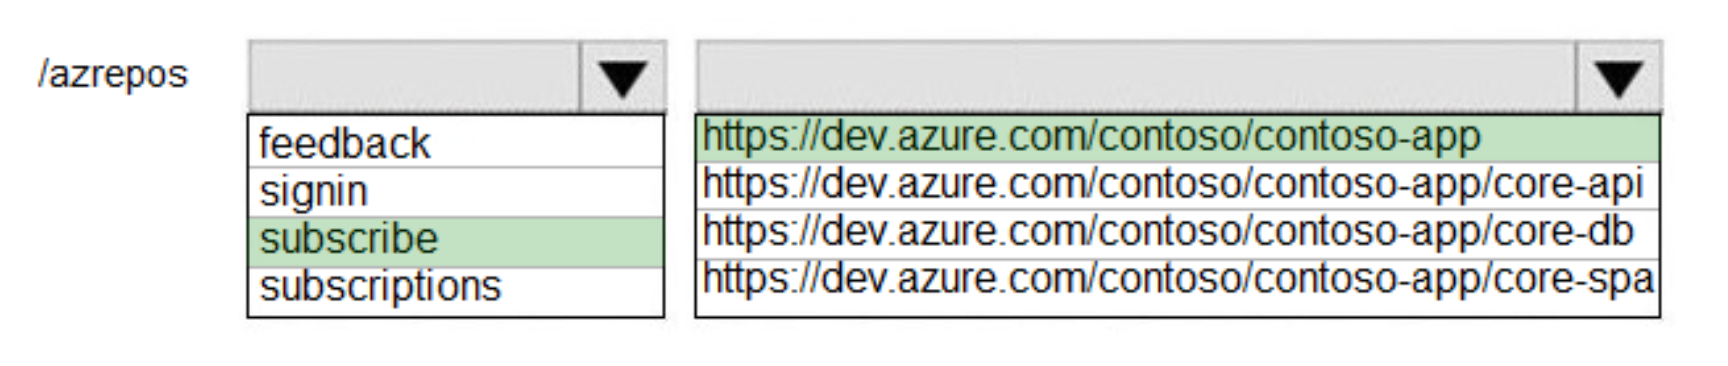 /azrepos
feedback
signin
subscribe
subscriptions
https://dev.azure.com/contoso/contoso-app
https://dev.azure.com/contoso/contoso-app/core-api
https://dev.azure.com/contoso/contoso-app/core-db
https://dev.azure.com/contoso/contoso-app/core-spa